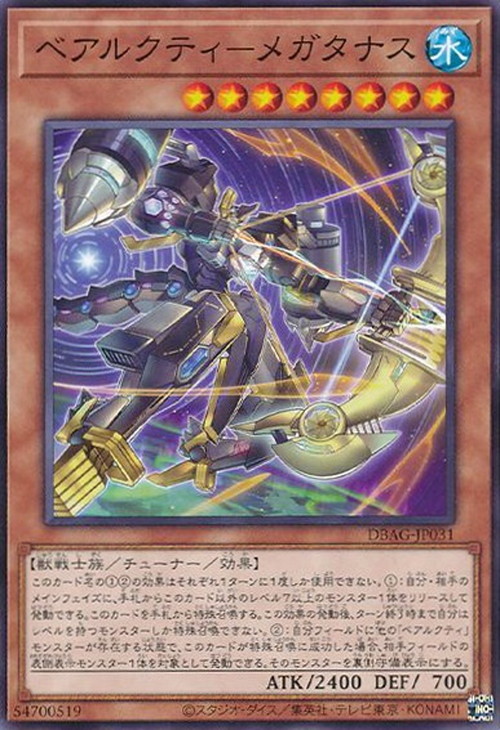 ベアルクティ－メガタナス
水
DBAG-JP031
【獣戦士族／チューナー／効果】
このカード名の①②の効果はそれぞれ1ターンに1度しか使用できない。①：自分・相手の
メインフェイズに、手札からこのカード以外のレベル7以上のモンスター1体をリリースして
発動できる。このカードを手札から特殊召喚する。この効果の発動後、ターン終了時まで自分は
レベルを持つモンスターしか特殊召喚できない。②：自分フィールドに他の「ベアルクティ」
モンスターが存在する状態で、このカードが特殊召喚に成功した場合、相手フィールドの
表側表示モンスター1体を対象として発動できる。そのモンスターを裏側守備表示にする。
ATK/2400 DEF/ 700
54700519
©スタジオ・ダイス／集英社・テレビ東京・KONAMI